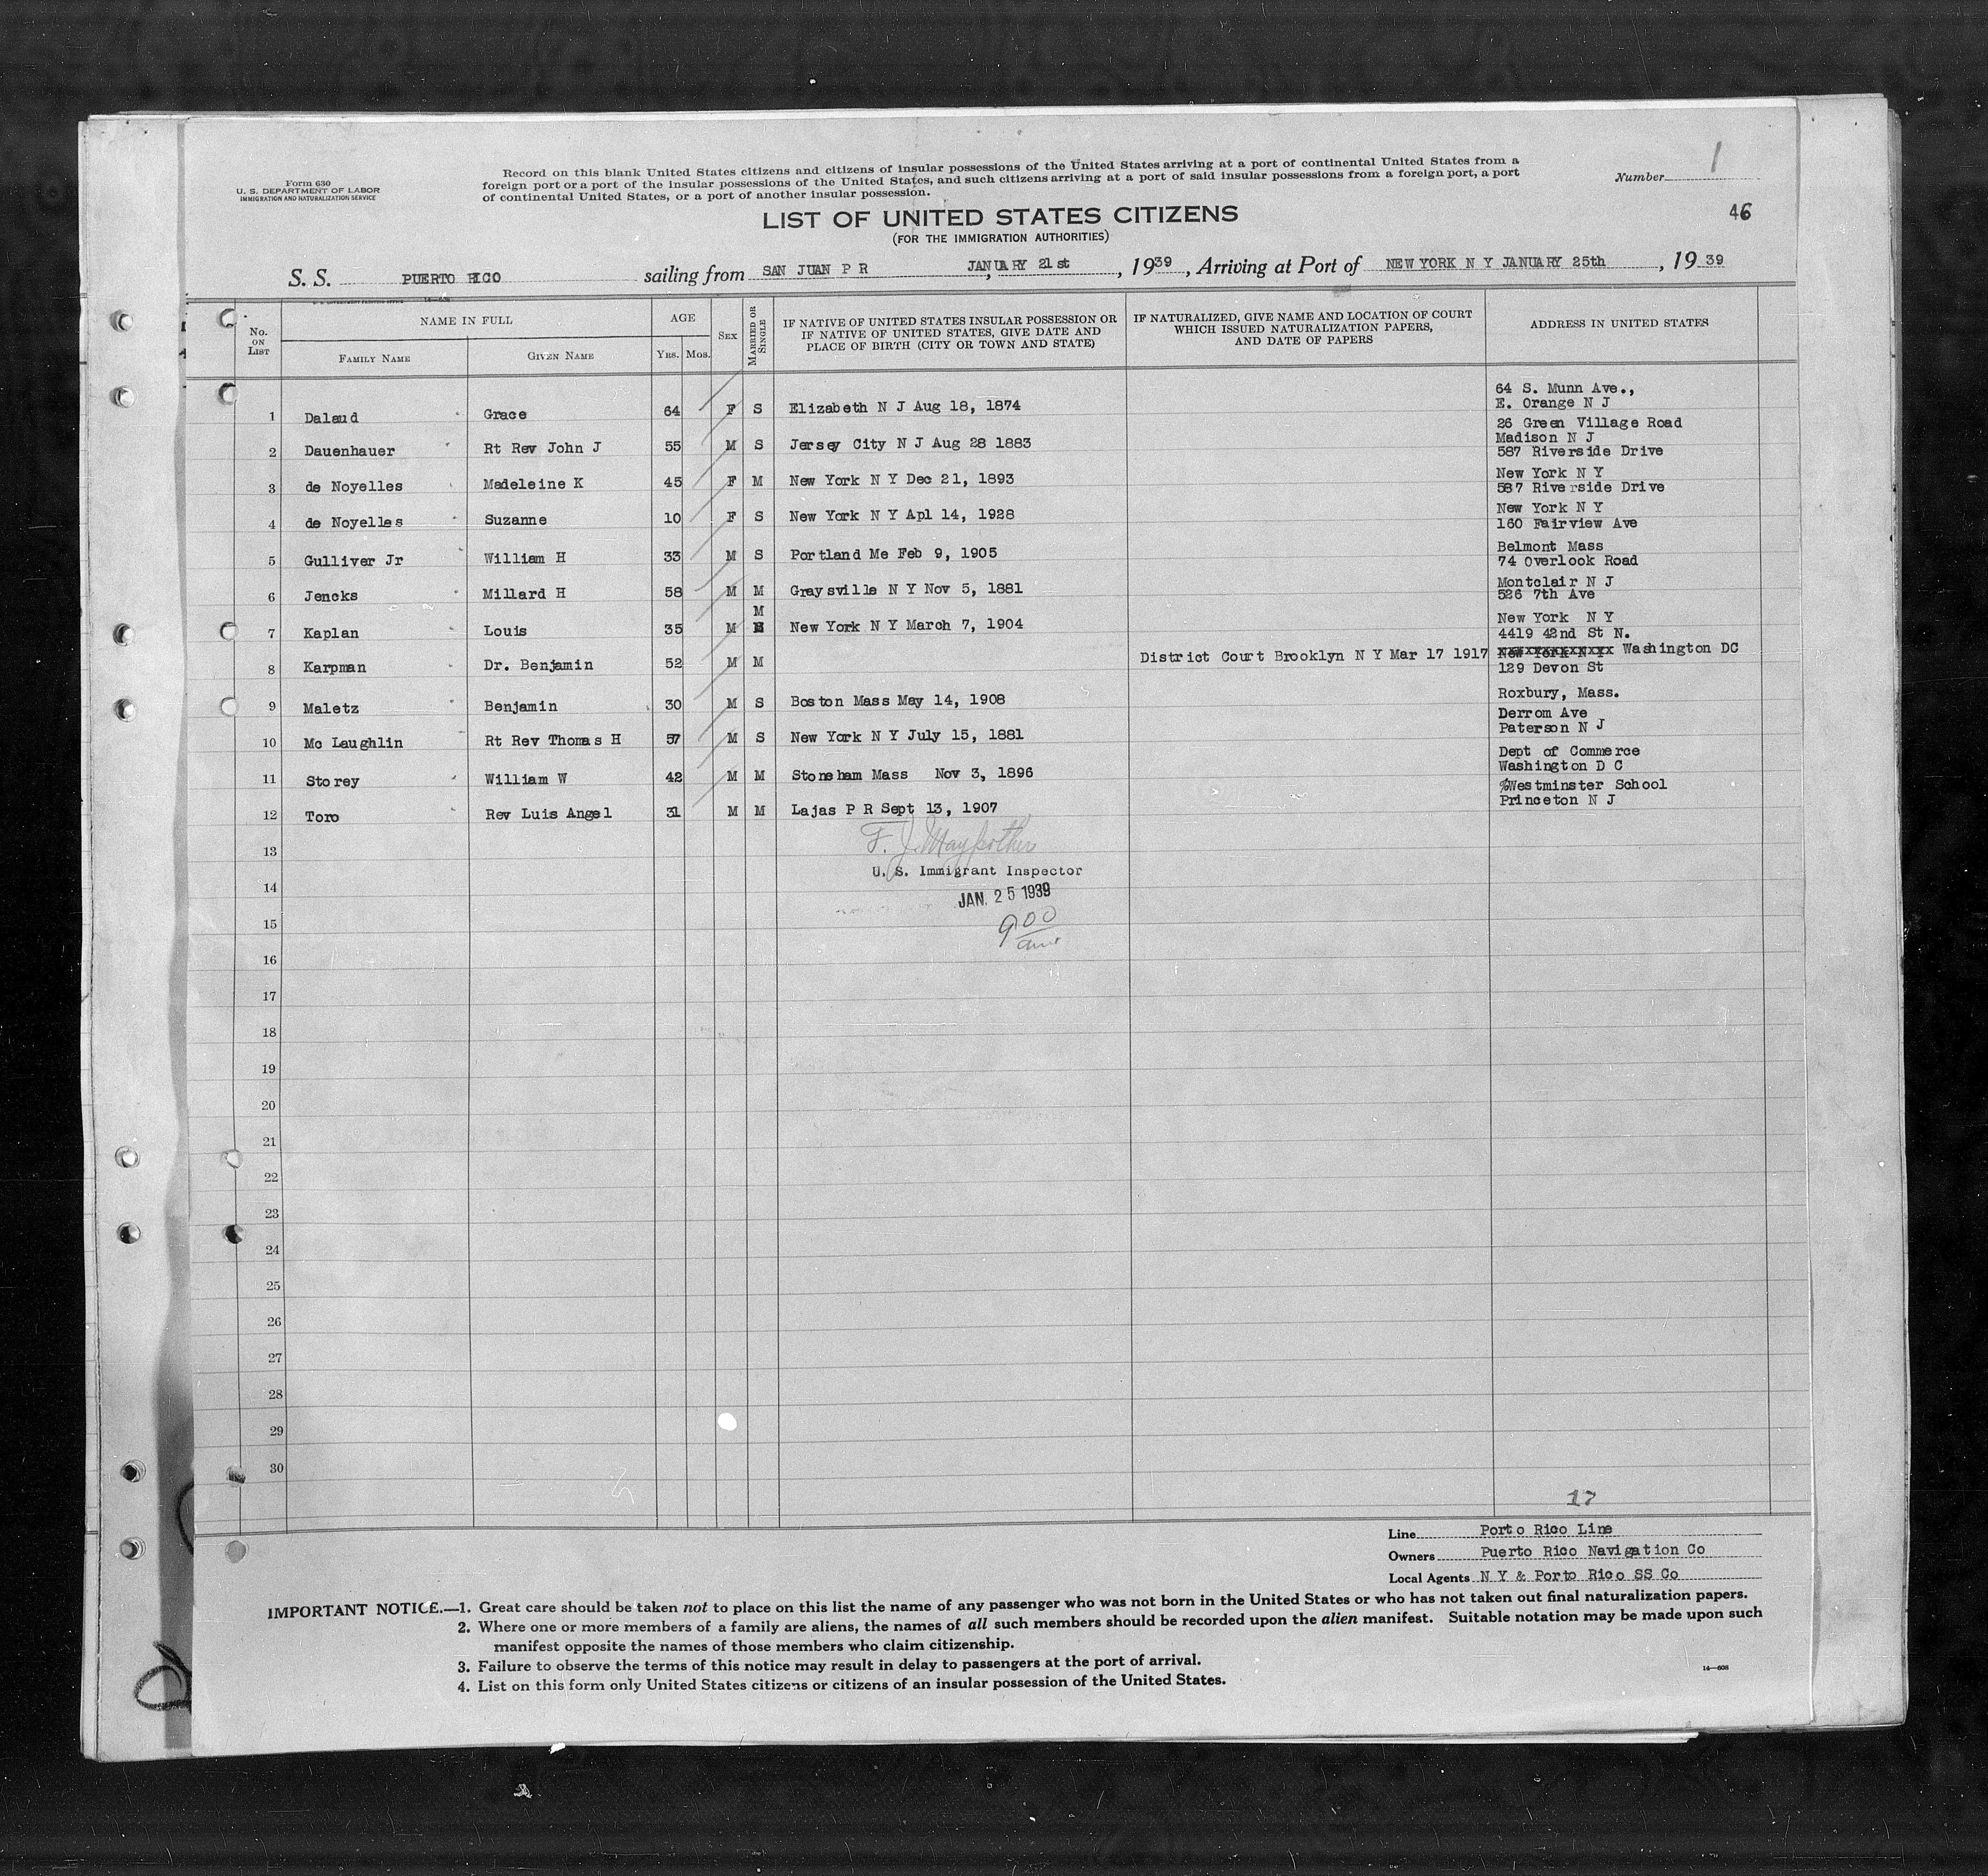 Form 630
U. S. DEPARTMENT OF LABOR
IMMIGRATION AND NATURALIZATION SERVICE
Record on this blank United States citizens and citizens of insular possessions of the United States arriving at a port of continental United States from a
foreign port or a port of the insular possessions of the United States, and such citizens arriving at a port of said insular possessions from a foreign port, a port
of continental United States, or a port of another insular possession.
Number 1
46
LIST OF UNITED STATES CITIZENS
(FOR THE IMMIGRATION AUTHORITIES)
S. S. PUERTO RICO sailing from SAN JUAN P R JANUARY 21st, 1939, Arriving at Port of NEW YORK N Y JANUARY 25th, 1939
No. ON LIST
NAME IN FULL
FAMILY NAME
GIVEN NAME
AGE
YRS. MOS.
SEX
MARRIED OR SINGLE
IF NATIVE OF UNITED STATES INSULAR POSSESSION OR
IF NATIVE OF UNITED STATES, GIVE DATE AND
PLACE OF BIRTH (CITY OR TOWN AND STATE)
IF NATURALIZED, GIVE NAME AND LOCATION OF COURT
WHICH ISSUED NATURALIZATION PAPERS,
AND DATE OF PAPERS
ADDRESS IN UNITED STATES
64 S. Munn Ave.,
1 Dalaud Grace 64 F S Elizabeth N J Aug 18, 1874 E. Orange N J
26 Green Village Road
2 Dauenhauer Rt Rev John J 55 M S Jersey City N J Aug 28 1883 Madison N J
587 Riverside Drive
3 de Noyelles Madeleine K 45 F M New York N Y Dec 21, 1893 New York N Y
587 Riverside Drive
4 de Noyelles Suzanne 10 F S New York N Y Apl 14, 1928 New York N Y
160 Fairview Ave
5 Gulliver Jr William H 33 M S Portland Me Feb 9, 1905 Belmont Mass
74 Overlook Road
6 Jencks Millard H 58 M M Graysville N Y Nov 5, 1881 Montclair N J
526 7th Ave
M
7 Kaplan Louis 35 M New York N Y March 7, 1904 New York N Y
4419 42nd St N.
8 Karpman Dr. Benjamin 52 M M District Court Brooklyn N Y Mar 17 1917 New York N Y Washington DC
129 Devon St
9 Maletz Benjamin 30 M S Boston Mass May 14, 1908 Roxbury, Mass.
Derrom Ave
10 Mc Laughlin Rt Rev Thomas H 57 M S New York N Y July 15, 1881 Paterson N J
Dept of Commerce
11 Storey William W 42 M M Stoneham Mass Nov 3, 1896 Washington D C
%Westminster School
12 Toro Rev Luis Angel 31 M M Lajas P R Sept 13, 1907 Princeton N J
13
U. S. Immigrant Inspector
14
JAN. 25 1939
15
9 00
am
16
17
18
19
20
21
22
23
24
25
26
27
28
29
30
17
Line Porto Rico Line
Owners Puerto Rico Navigation Co
Local Agents N Y & Porto Rico SS Co
IMPORTANT NOTICE.—1. Great care should be taken not to place on this list the name of any passenger who was not born in the United States or who has not taken out final naturalization papers.
2. Where one or more members of a family are aliens, the names of all such members should be recorded upon the alien manifest. Suitable notation may be made upon such
manifest opposite the names of those members who claim citizenship.
3. Failure to observe the terms of this notice may result in delay to passengers at the port of arrival.
4. List on this form only United States citizens or citizens of an insular possession of the United States.
14—608